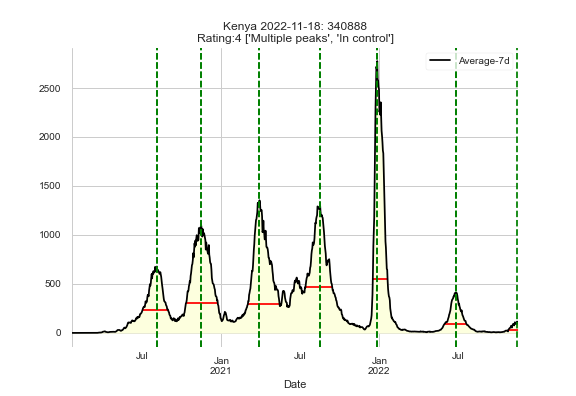 Kenya 2022-11-18: 340888
Rating:4 ['Multiple peaks', 'In control']
Average-7d
2500
2000
1500
1000
500
0
Jul
Jan
2021
Jul
Jan
2022
Jul
Date